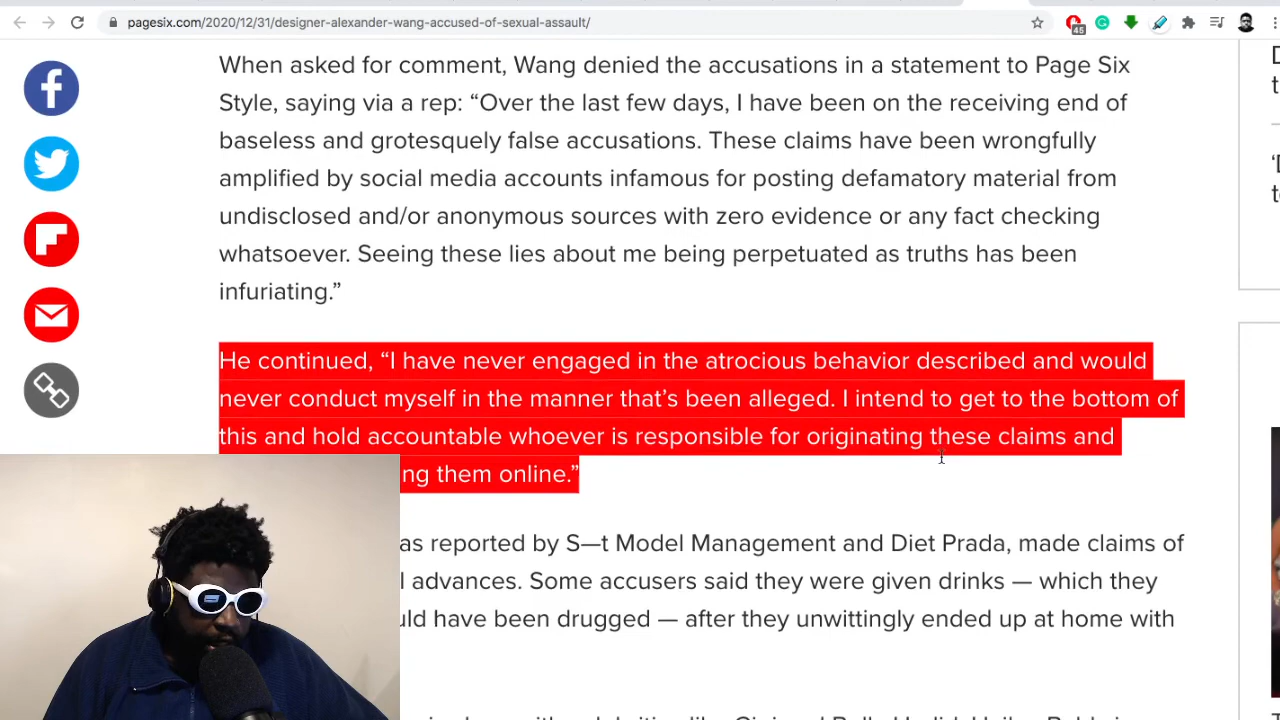 pagesix.com/2020/12/31/designer-alexander-wang-accused-of-sexual-assault/
45
When asked for comment, Wang denied the accusations in a statement to Page Six
Style, saying via a rep: “Over the last few days, I have been on the receiving end of
baseless and grotesquely false accusations. These claims have been wrongfully
amplified by social media accounts infamous for posting defamatory material from
undisclosed and/or anonymous sources with zero evidence or any fact checking
whatsoever. Seeing these lies about me being perpetuated as truths has been
infuriating.”
He continued, “I have never engaged in the atrocious behavior described and would
never conduct myself in the manner that’s been alleged. I intend to get to the bottom of
this and hold accountable whoever is responsible for originating these claims and
ng them online.”
as reported by S—t Model Management and Diet Prada, made claims of
l advances. Some accusers said they were given drinks — which they
uld have been drugged — after they unwittingly ended up at home with